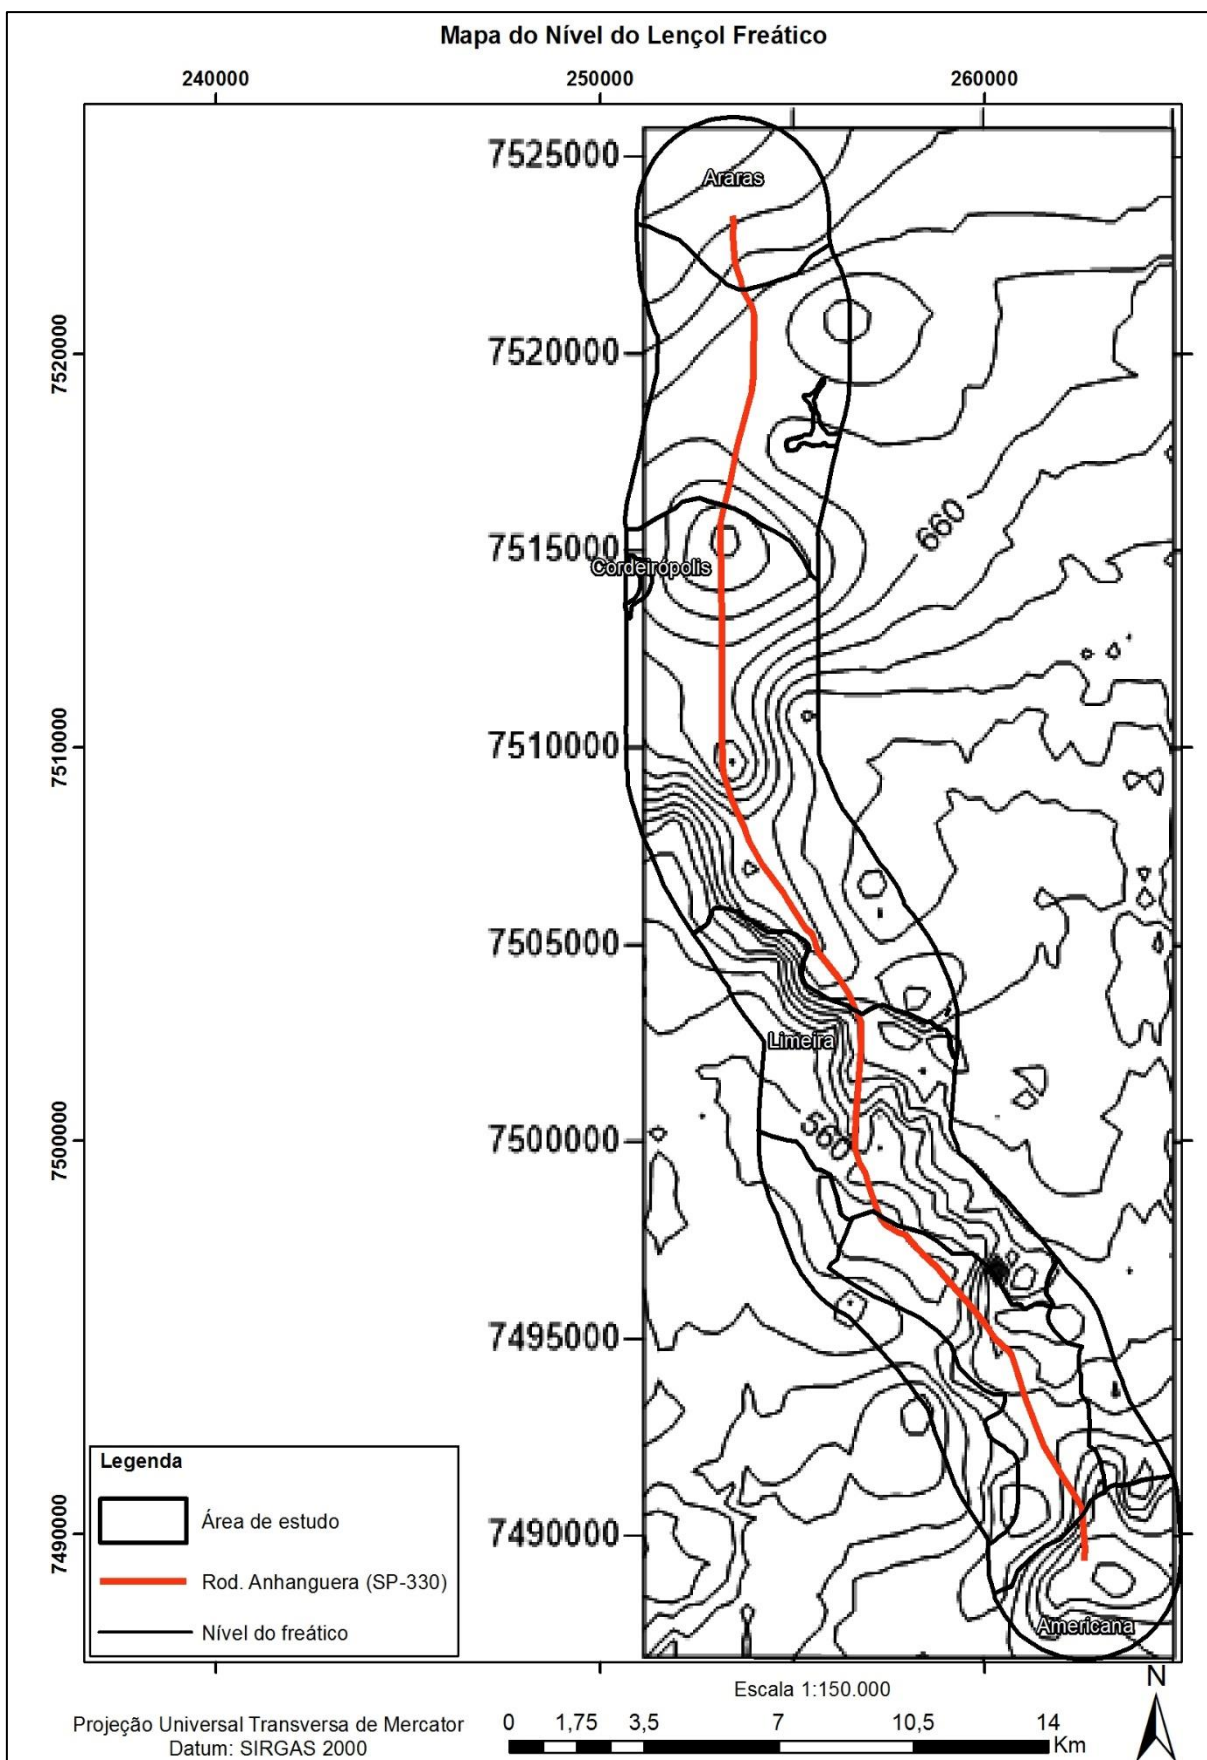 Mapa do Nível do Lençol Freático
240000 250000 260000
7525000
Araras
7520000
7520000
660
7515000
Cordeirópolis
7510000
7510000
7505000
Limeira
560
7500000
7500000
7495000
7490000
7490000
Americana
Legenda
Área de estudo
Rod. Anhanguera (SP-330)
Nível do freático
Escala 1:150.000
N
Projeção Universal Transversa de Mercator
Datum: SIRGAS 2000
0 1,75 3,5 7 10,5 14
Km